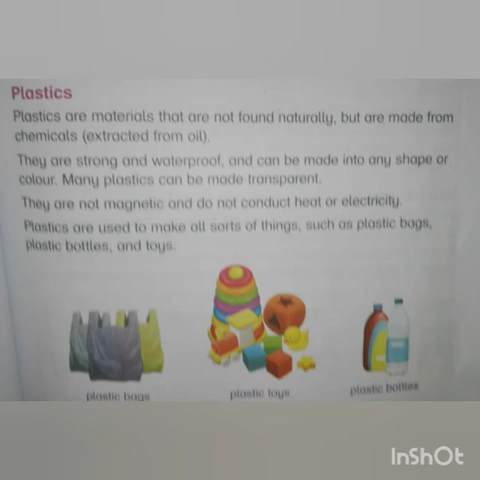 Plastics
Plastics are materials that are not found naturally, but are made from
chemicals (extracted from oil).
They are strong and waterproof, and can be made into any shape or
colour. Many plastics can be made transparent.
They are not magnetic and do not conduct heat or electricity.
Plastics are used to make all sorts of things, such as plastic bags,
plastic bottles, and toys.
plastic bags
plastic toys
plastic bottles
InShOt